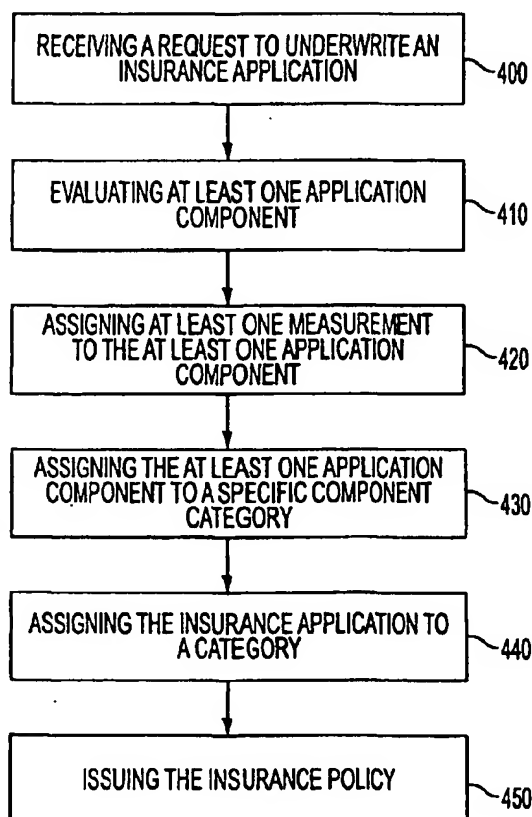 RECEIVING A REQUEST TO UNDERWRITE AN
INSURANCE APPLICATION
400
EVALUATING AT LEAST ONE APPLICATION
COMPONENT
410
ASSIGNING AT LEAST ONE MEASUREMENT
TO THE AT LEAST ONE APPLICATION
COMPONENT
420
ASSIGNING THE AT LEAST ONE APPLICATION
COMPONENT TO A SPECIFIC COMPONENT
CATEGORY
430
ASSIGNING THE INSURANCE APPLICATION TO
A CATEGORY
440
ISSUING THE INSURANCE POLICY
450